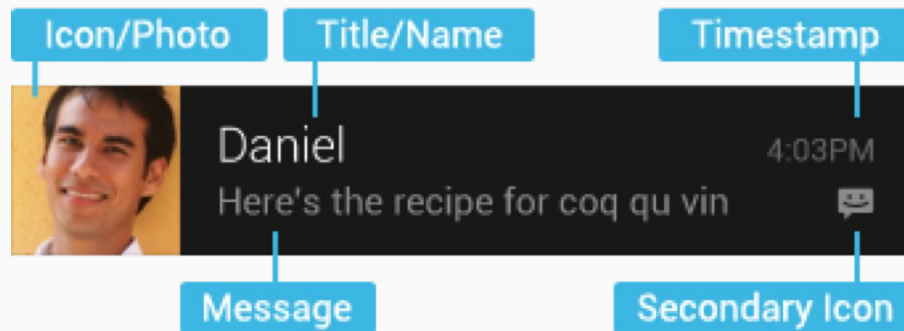 Icon/Photo Title/Name Timestamp
Daniel 4:03PM
Here's the recipe for coq qu vin
Message Secondary Icon